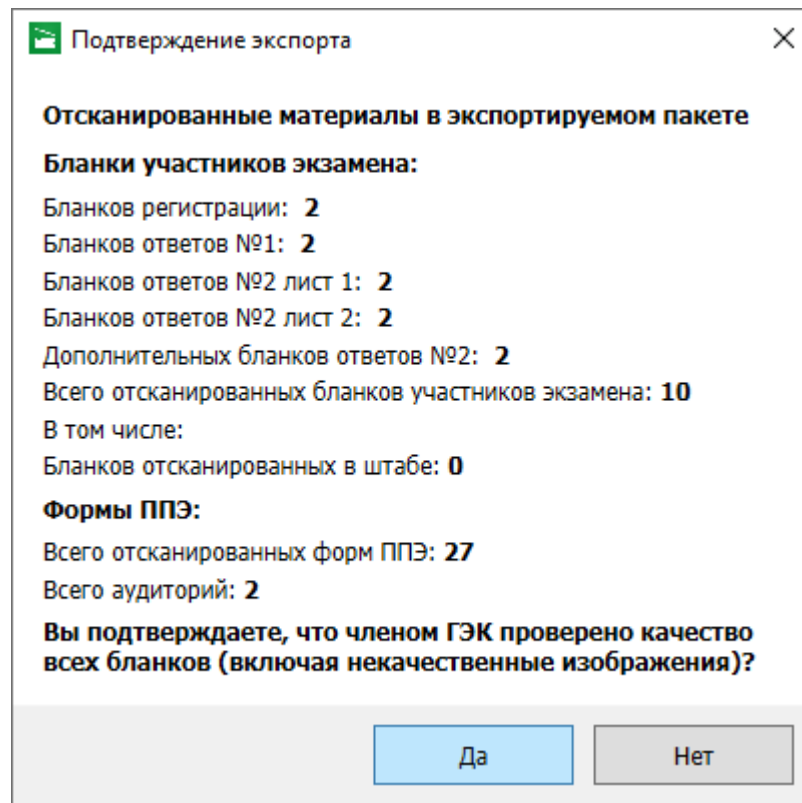 Подтверждение экспорта
Отсканированные материалы в экспортируемом пакете
Бланки участников экзамена:
Бланков регистрации: 2
Бланков ответов №1: 2
Бланков ответов №2 лист 1: 2
Бланков ответов №2 лист 2: 2
Дополнительных бланков ответов №2: 2
Всего отсканированных бланков участников экзамена: 10
В том числе:
Бланков отсканированных в штабе: 0
Формы ППЭ:
Всего отсканированных форм ППЭ: 27
Всего аудиторий: 2
Вы подтверждаете, что членом ГЭК проверено качество
всех бланков (включая некачественные изображения)?
Да
Нет